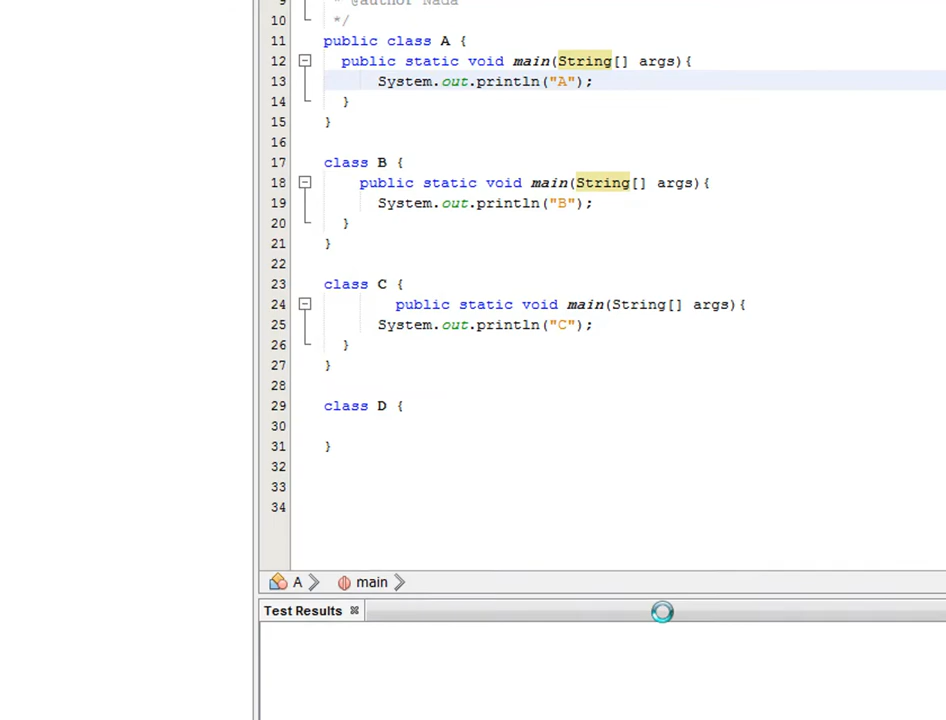 9 * @author Nada
10 */
11 public class A {
12 public static void main(String[] args){
13 System.out.println("A");
14 }
15 }
16
17 class B {
18 public static void main(String[] args){
19 System.out.println("B");
20 }
21 }
22
23 class C {
24 public static void main(String[] args){
25 System.out.println("C");
26 }
27 }
28
29 class D {
30
31 }
32
33
34
A main
Test Results